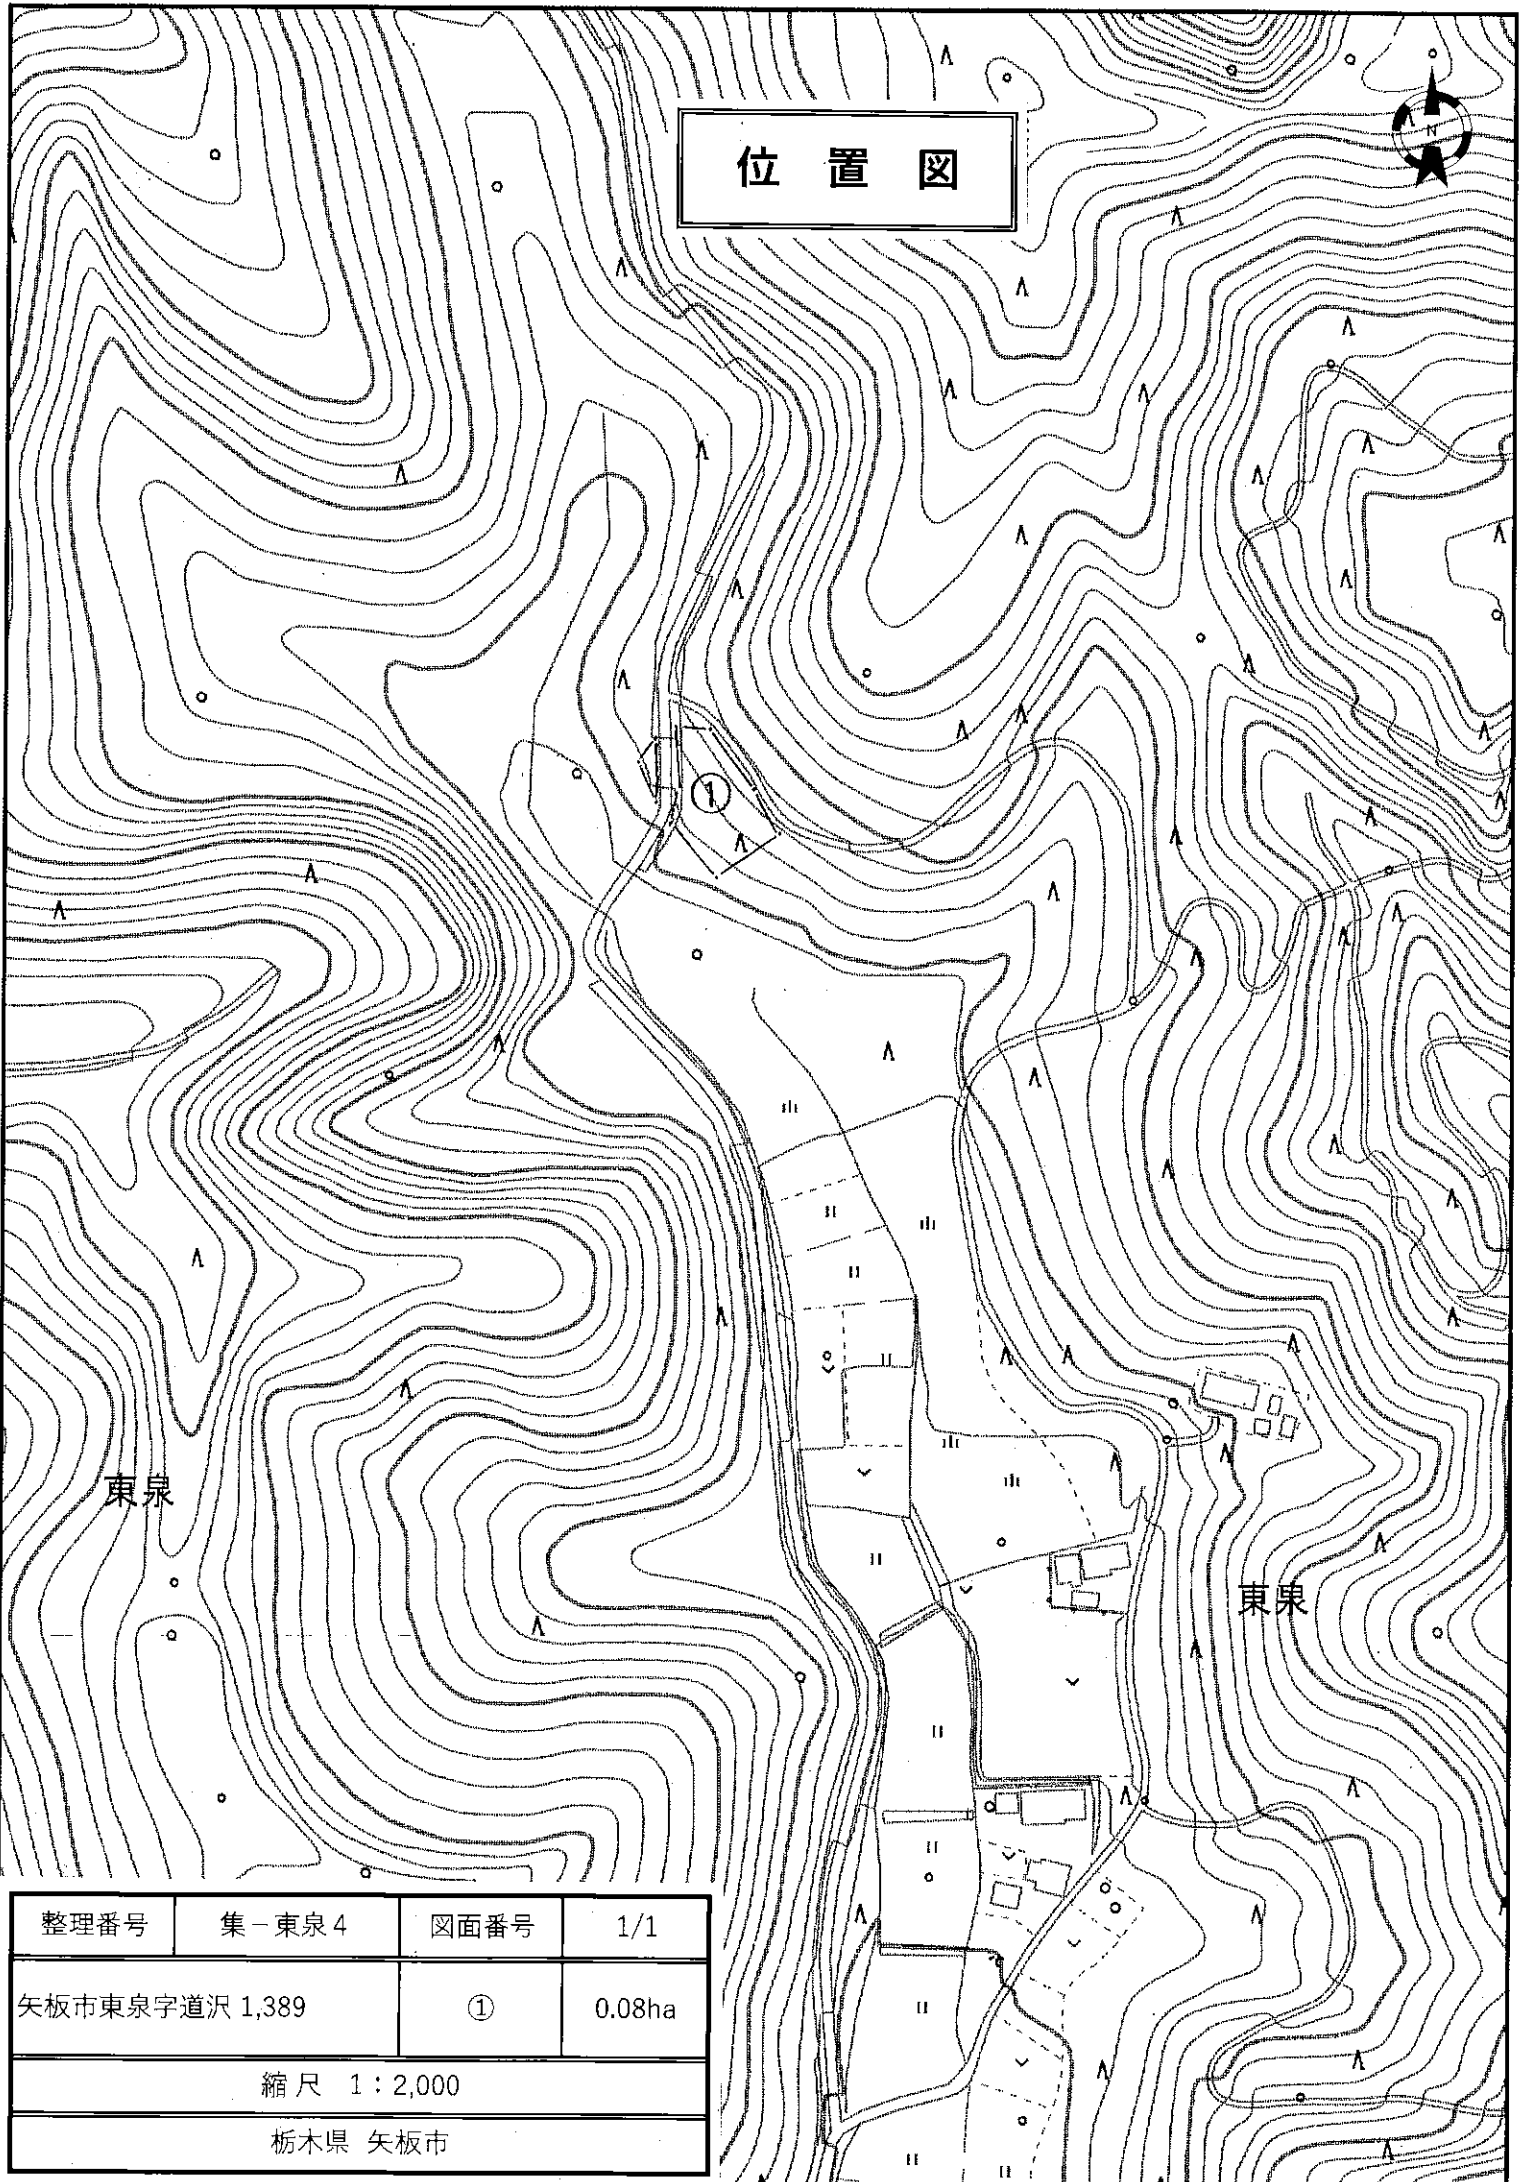 位置図
N
①
東泉
東泉
整理番号 集－東泉4 図面番号 1/1
矢板市東泉字道沢 1,389 ① 0.08ha
縮尺 1：2,000
栃木県 矢板市